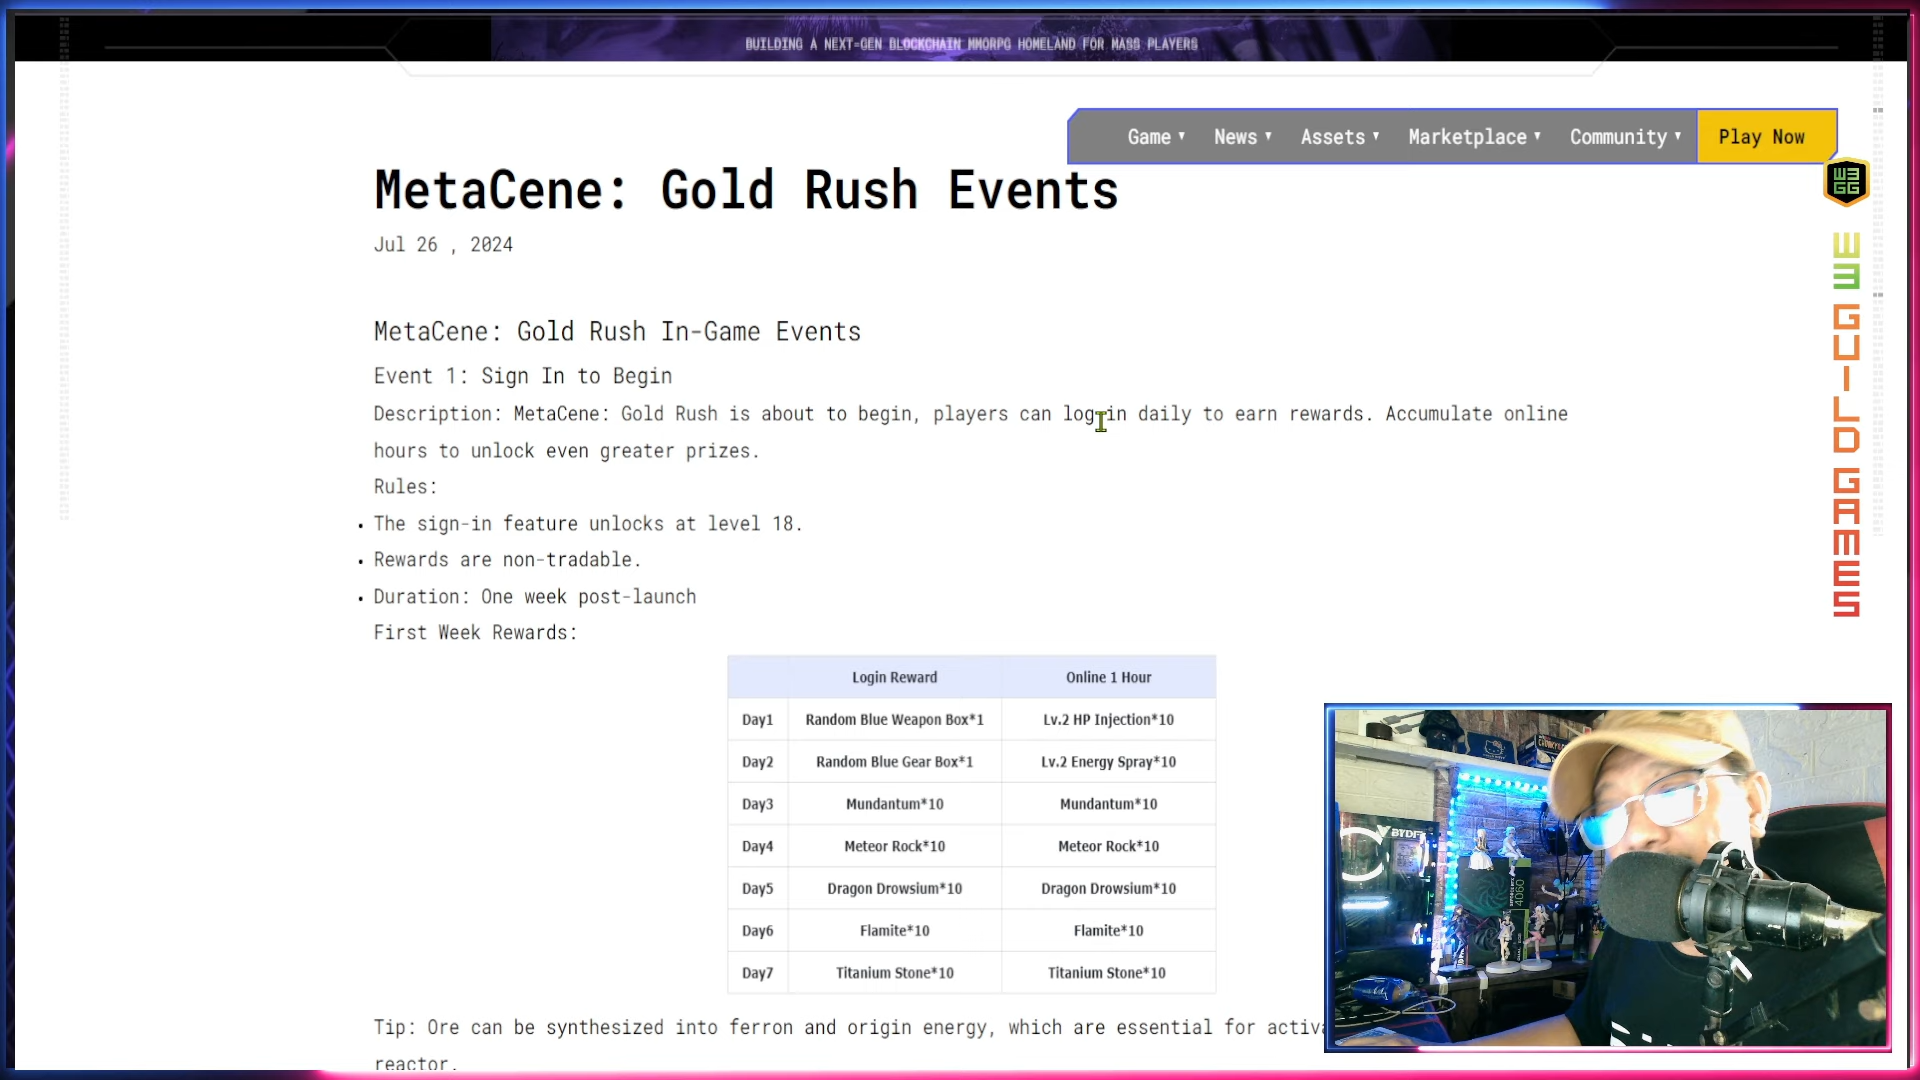 BUILDING A NEXT-GEN BLOCKCHAIN MMORPG HOMELAND FOR MASS PLAYERS
Game News Assets Marketplace Community Play Now
MetaCene: Gold Rush Events
Jul 26 , 2024
W3
GG
W3 GUILD GAMES
MetaCene: Gold Rush In-Game Events
Event 1: Sign In to Begin
Description: MetaCene: Gold Rush is about to begin, players can log in daily to earn rewards. Accumulate online
hours to unlock even greater prizes.
Rules:
• The sign-in feature unlocks at level 18.
• Rewards are non-tradable.
• Duration: One week post-launch
First Week Rewards:
Login Reward Online 1 Hour
Day1 Random Blue Weapon Box*1 Lv.2 HP Injection*10
Day2 Random Blue Gear Box*1 Lv.2 Energy Spray*10
Day3 Mundantum*10 Mundantum*10
Day4 Meteor Rock*10 Meteor Rock*10
Day5 Dragon Drowsium*10 Dragon Drowsium*10
Day6 Flamite*10 Flamite*10
Day7 Titanium Stone*10 Titanium Stone*10
Tip: Ore can be synthesized into ferron and origin energy, which are essential for
reactor.
4060